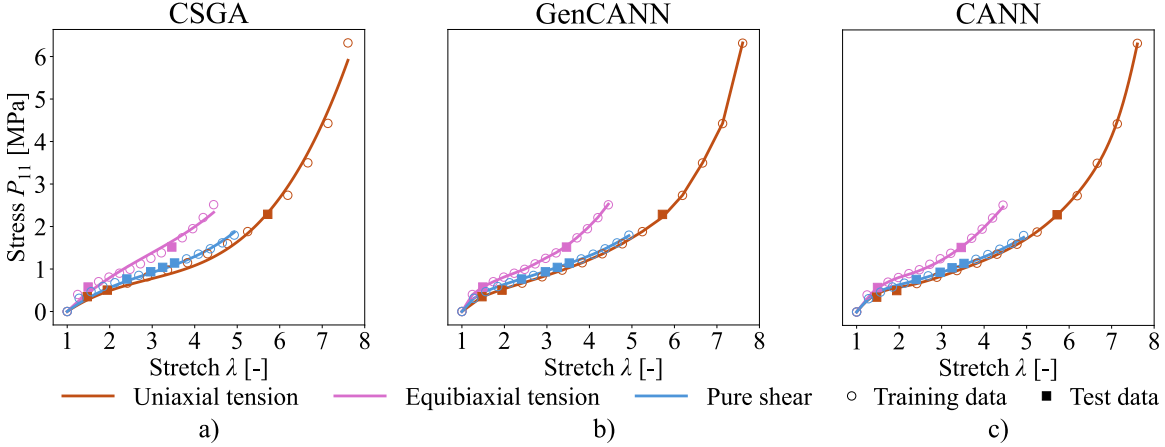 CSGA GenCANN CANN
Stress P₁₁ [MPa]
6
5
4
3
2
1
0
1 2 3 4 5 6 7 8 1 2 3 4 5 6 7 8 1 2 3 4 5 6 7 8
Stretch λ [-] Stretch λ [-] Stretch λ [-]
Uniaxial tension Equibiaxial tension Pure shear Training data Test data
a) b) c)